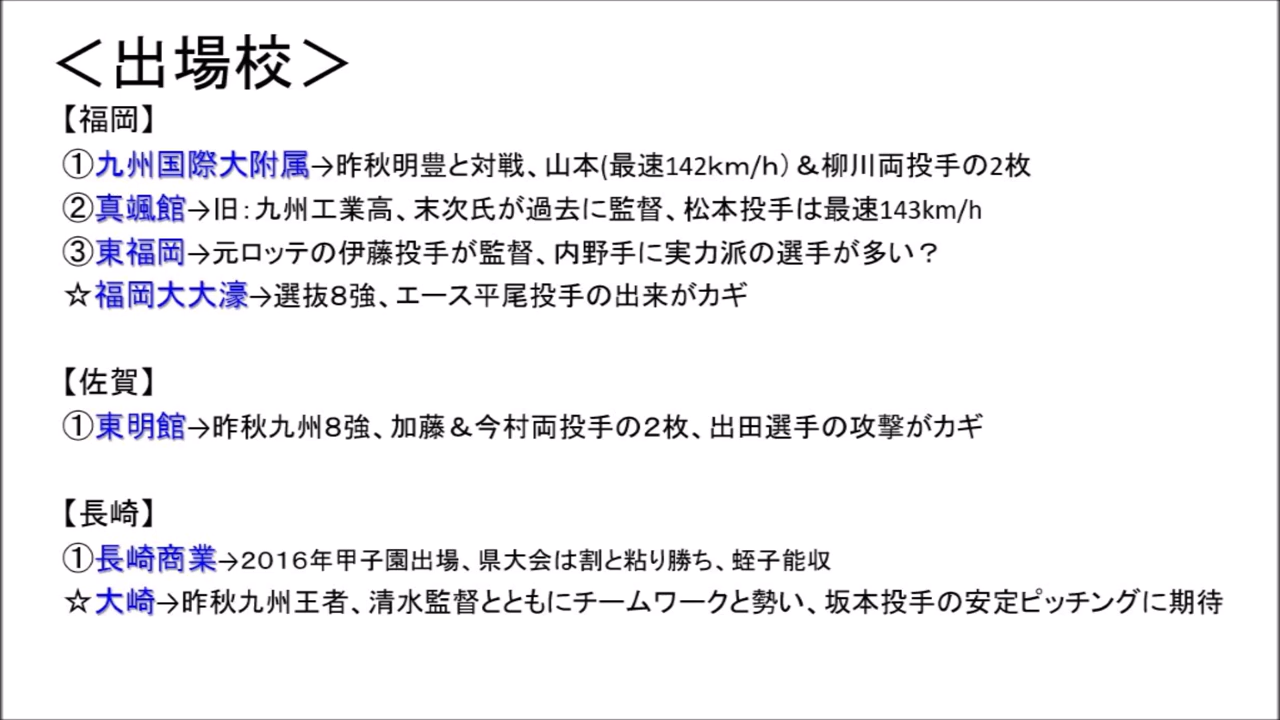 ＜出場校＞
【福岡】
①九州国際大附属→昨秋明豊と対戦、山本(最速142km/h)＆柳川両投手の2枚
②真颯館→旧：九州工業高、末次氏が過去に監督、松本投手は最速143km/h
③東福岡→元ロッテの伊藤投手が監督、内野手に実力派の選手が多い？
☆福岡大大濠→選抜８強、エース平尾投手の出来がカギ
【佐賀】
①東明館→昨秋九州８強、加藤＆今村両投手の２枚、出田選手の攻撃がカギ
【長崎】
①長崎商業→２０１６年甲子園出場、県大会は割と粘り勝ち、蛭子能収
☆大崎→昨秋九州王者、清水監督とともにチームワークと勢い、坂本投手の安定ピッチングに期待